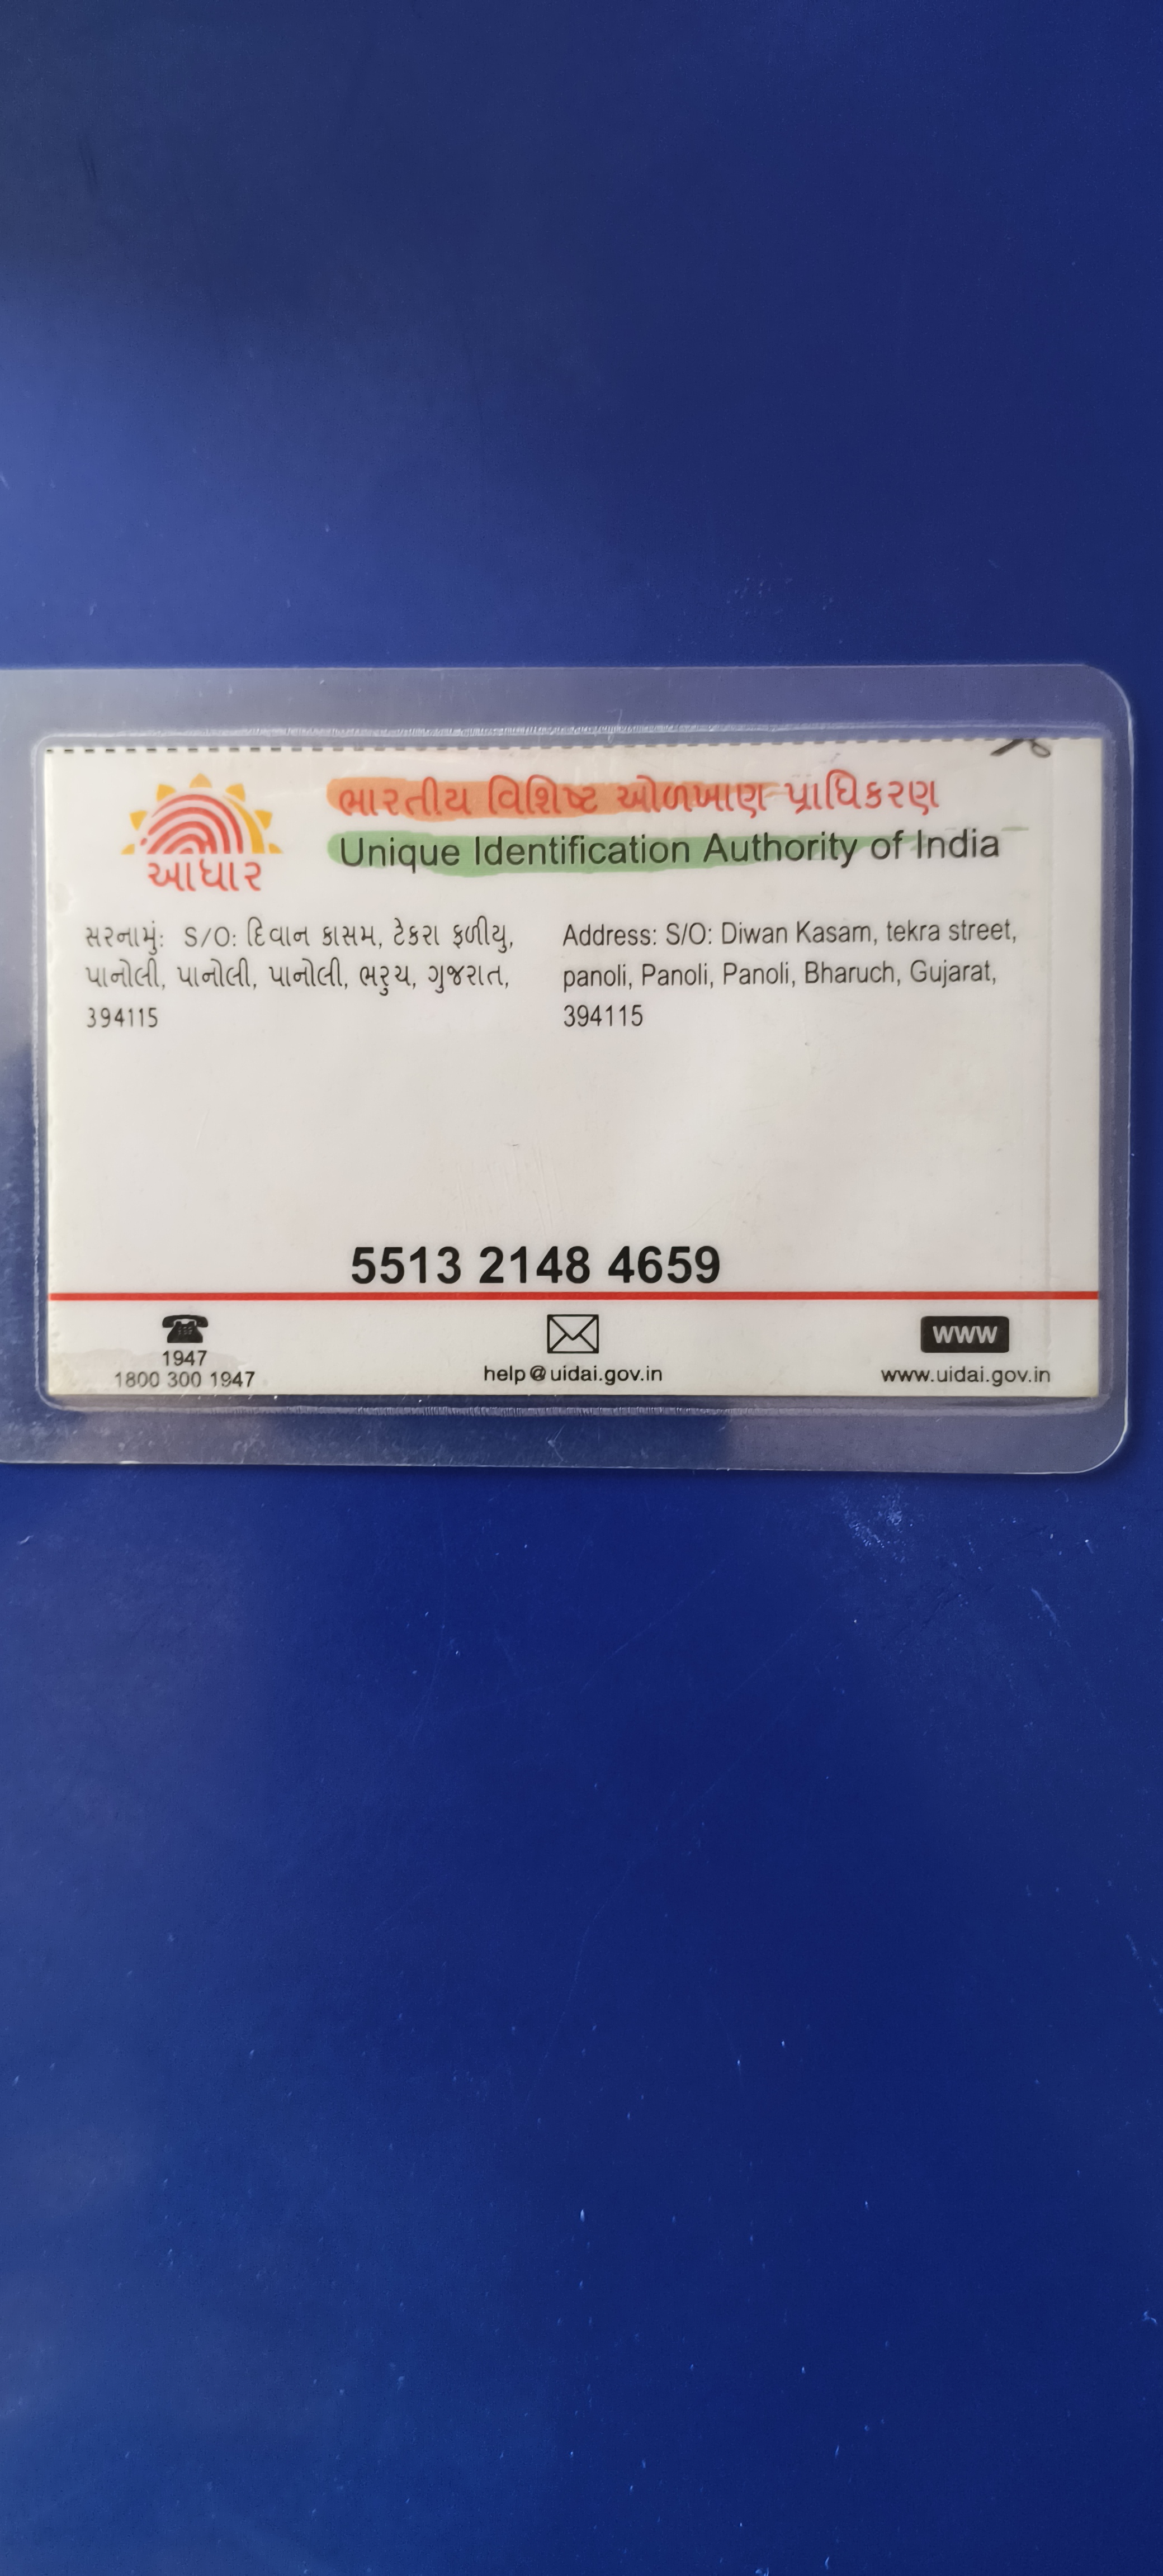 આધાર
ભારતીય વિશિષ્ટ ઓળખાણ પ્રાધિકરણ
Unique Identification Authority of India
સરનામું: S/O: દિવાન કાસમ, ટેકરા ફળીયુ,
પાનોલી, પાનોલી, પાનોલી, ભરુચ, ગુજરાત,
394115
Address: S/O: Diwan Kasam, tekra street,
panoli, Panoli, Panoli, Bharuch, Gujarat,
394115
5513 2148 4659
1947
1800 300 1947
help@uidai.gov.in
www
www.uidai.gov.in